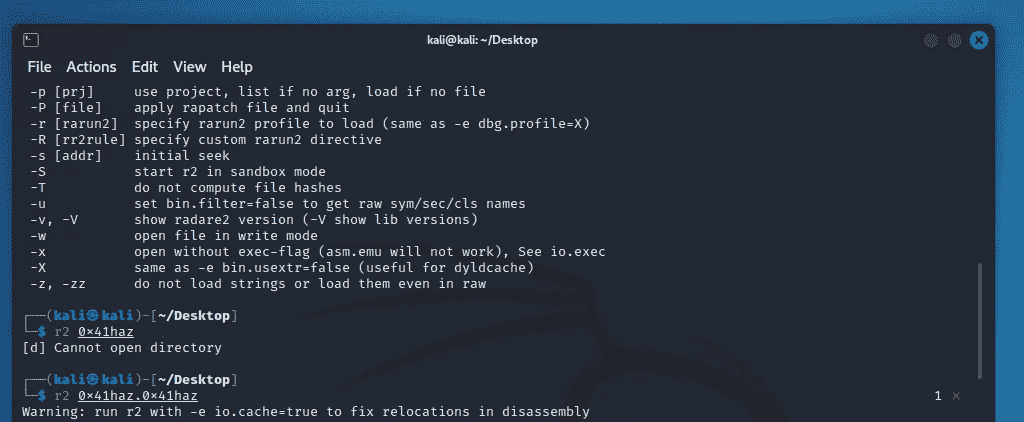 kali@kali: ~/Desktop
File Actions Edit View Help
-p [prj] use project, list if no arg, load if no file
-P [file] apply rapatch file and quit
-r [rarun2] specify rarun2 profile to load (same as -e dbg.profile=X)
-R [rr2rule] specify custom rarun2 directive
-s [addr] initial seek
-S start r2 in sandbox mode
-T do not compute file hashes
-u set bin.filter=false to get raw sym/sec/cls names
-v, -V show radare2 version (-V show lib versions)
-w open file in write mode
-x open without exec-flag (asm.emu will not work), See io.exec
-X same as -e bin.usextr=false (useful for dyldcache)
-z, -zz do not load strings or load them even in raw
┌──(kali㉿kali)-[~/Desktop]
└─$ r2 0×41haz
[d] Cannot open directory
┌──(kali㉿kali)-[~/Desktop]
└─$ r2 0×41haz.0×41haz 1 ×
Warning: run r2 with -e io.cache=true to fix relocations in disassembly